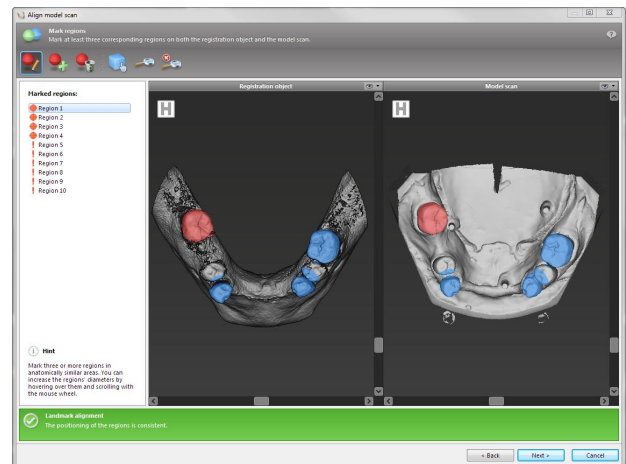 Align model scan
Mark regions
Mark at least three corresponding regions on both the registration object and the model scan.
Marked regions:
Region 1
Region 2
Region 3
Region 4
Region 5
Region 6
Region 7
Region 8
Region 9
Region 10
Registration object
H
Model scan
H
Hint
Mark three or more regions in
anatomically similar areas. You can
increase the regions' diameters by
hovering over them and scrolling with
the mouse wheel.
Landmark alignment
The positioning of the regions is consistent.
< Back
Next >
Cancel